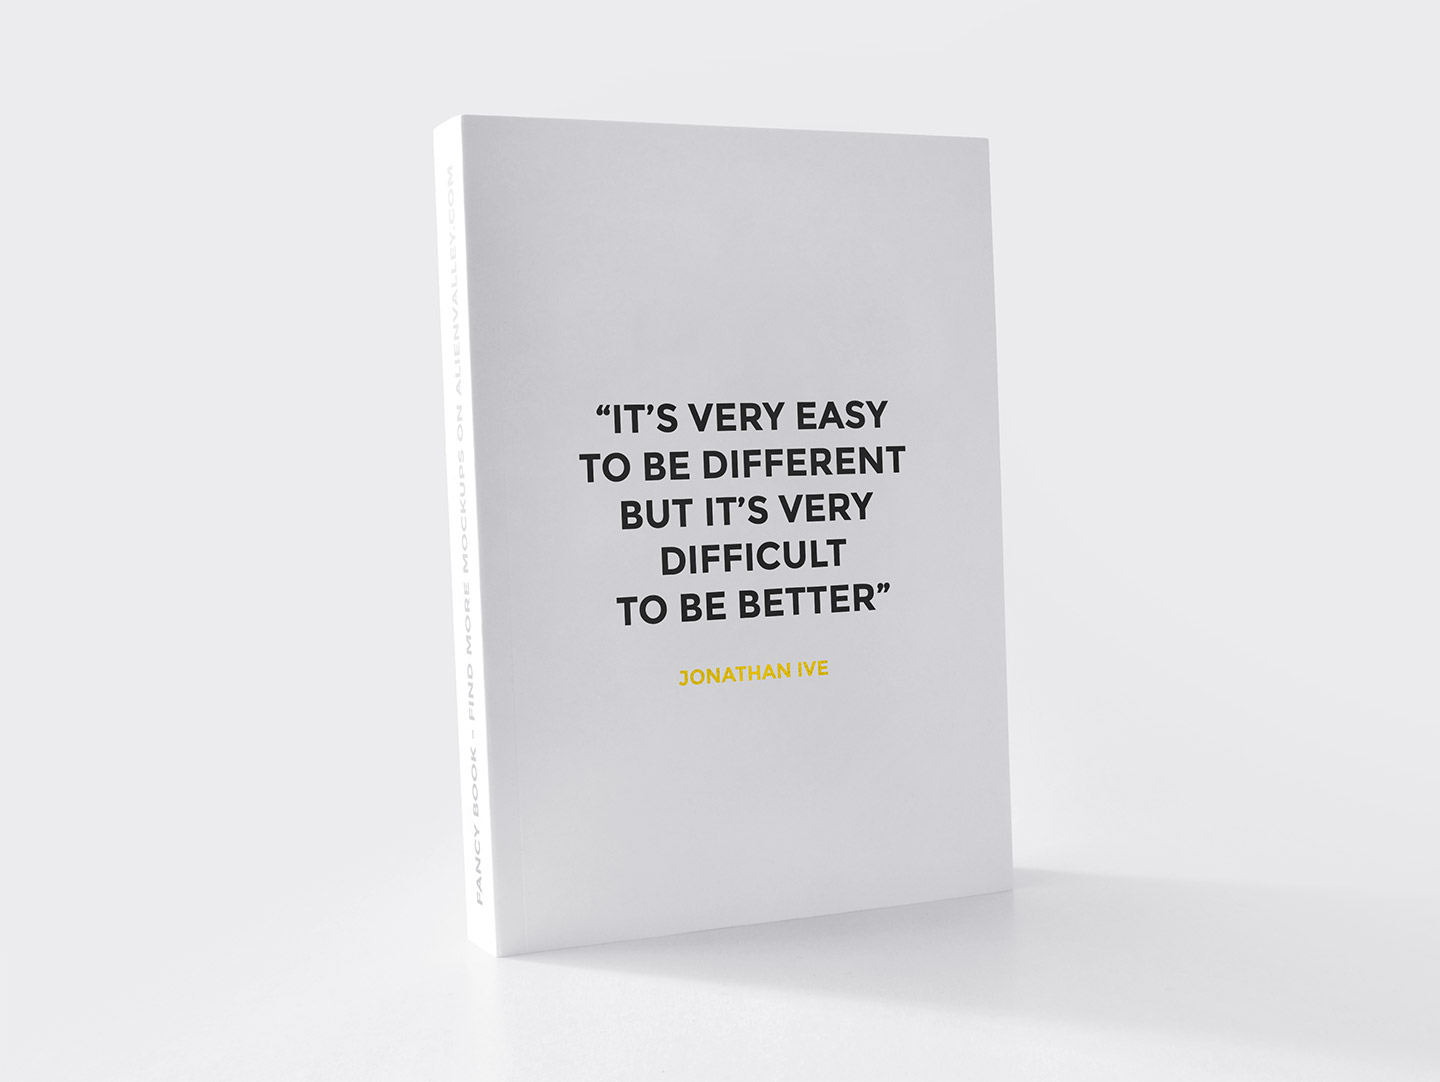 FANCY BOOK - FIND MORE MOCKUPS ON ALIENVALLEY.COM
“IT’S VERY EASY
TO BE DIFFERENT
BUT IT’S VERY
DIFFICULT
TO BE BETTER”
JONATHAN IVE